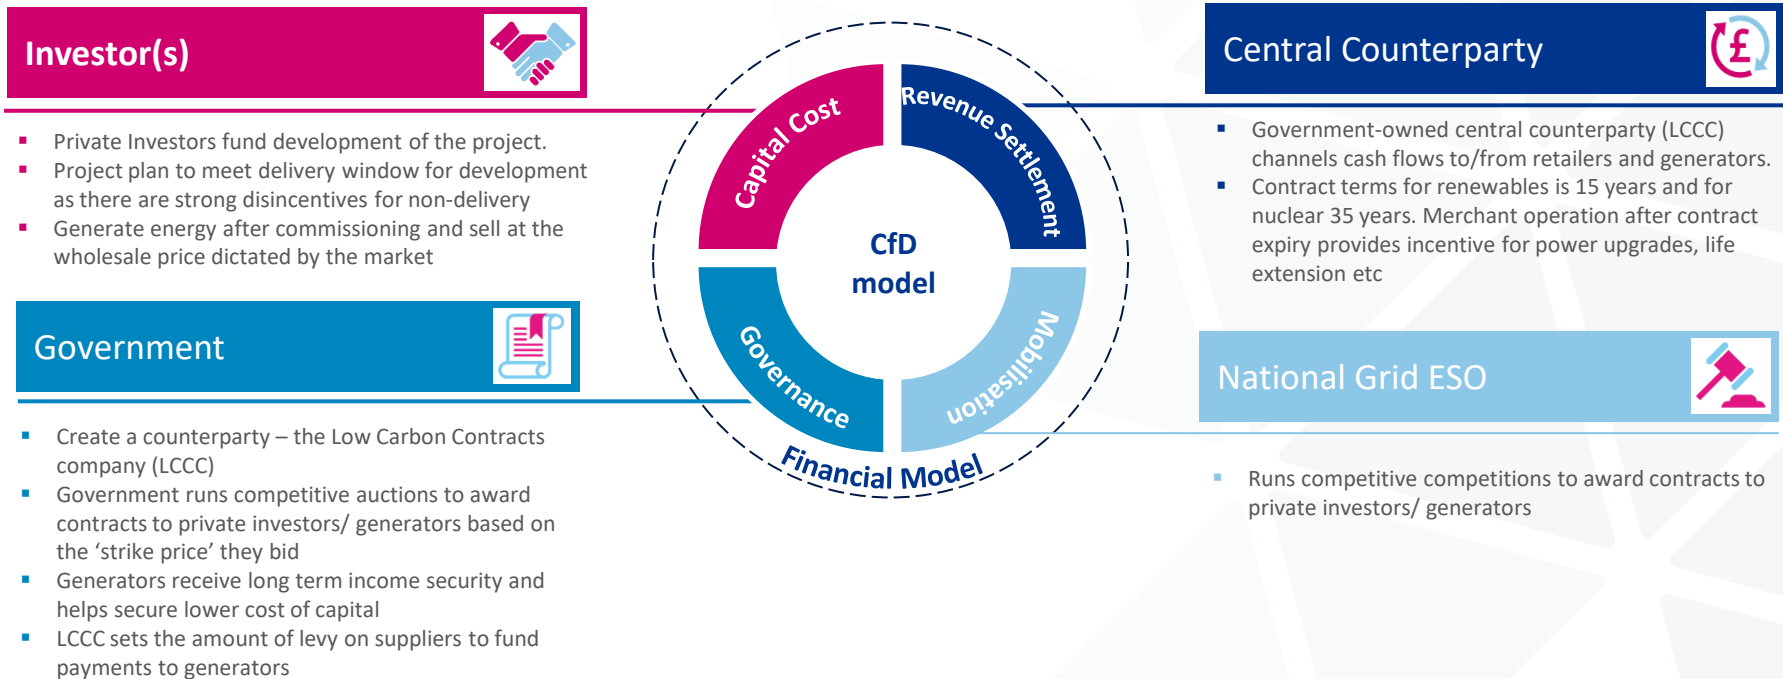 Investor(s)
▪ Private Investors fund development of the project.
▪ Project plan to meet delivery window for development
as there are strong disincentives for non-delivery
▪ Generate energy after commissioning and sell at the
wholesale price dictated by the market
Government
▪ Create a counterparty – the Low Carbon Contracts
company (LCCC)
▪ Government runs competitive auctions to award
contracts to private investors/ generators based on
the ‘strike price’ they bid
▪ Generators receive long term income security and
helps secure lower cost of capital
▪ LCCC sets the amount of levy on suppliers to fund
payments to generators
Capital Cost
Revenue Settlement
CfD
model
Governance
Mobilisation
Financial Model
Central Counterparty
£
▪ Government-owned central counterparty (LCCC)
channels cash flows to/from retailers and generators.
▪ Contract terms for renewables is 15 years and for
nuclear 35 years. Merchant operation after contract
expiry provides incentive for power upgrades, life
extension etc
National Grid ESO
▪ Runs competitive competitions to award contracts to
private investors/ generators